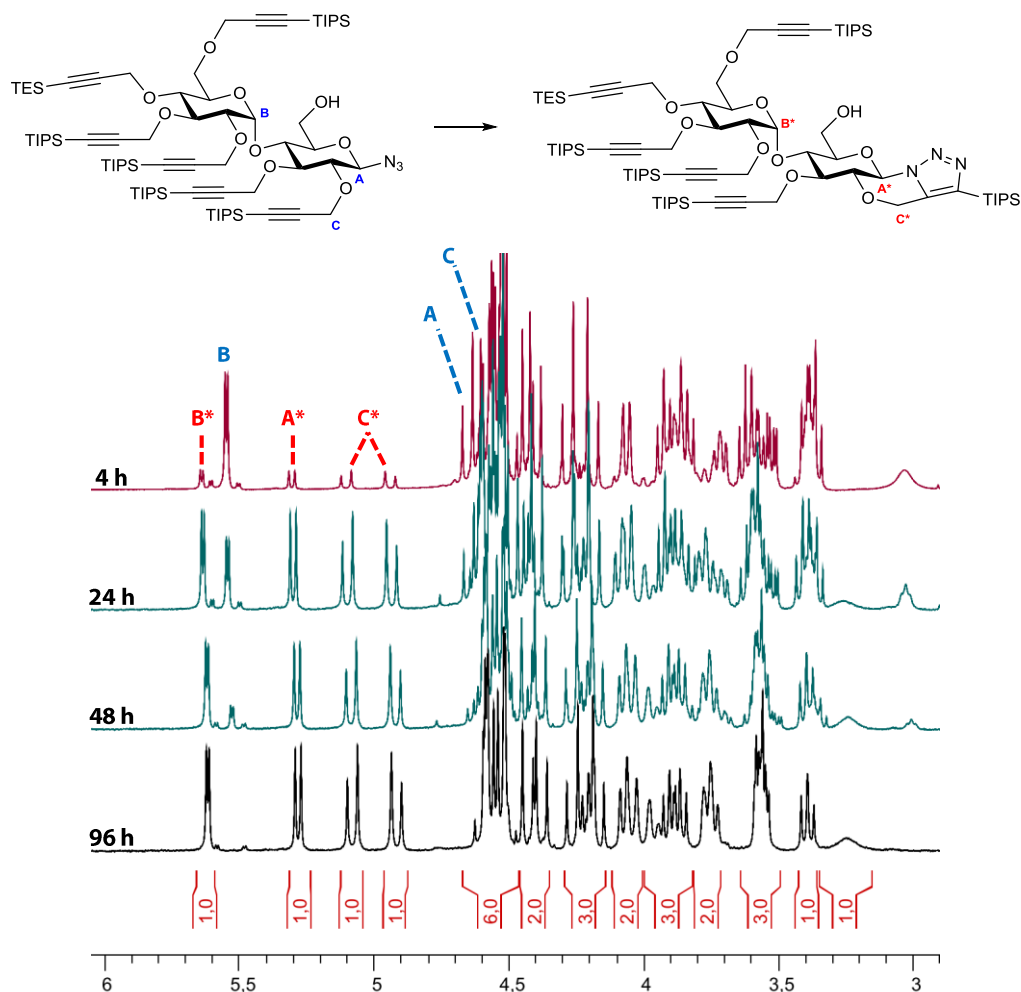 TIPS
O
TES
O
O
B
OH
TIPS
O
O
O
O
TIPS
O
N3
A
O
TIPS
TIPS
C
TIPS
O
TES
O
O
B*
OH
TIPS
O
O
O
O
N
N
N
TIPS
O
A*
O
TIPS
TIPS
C*
C
A
B
B*
A*
C*
4 h
24 h
48 h
96 h
1,0
1,0
1,0
1,0
6,0
2,0
3,0
2,0
3,0
2,0
3,0
1,0
1,0
6
5,5
5
4,5
4
3,5
3